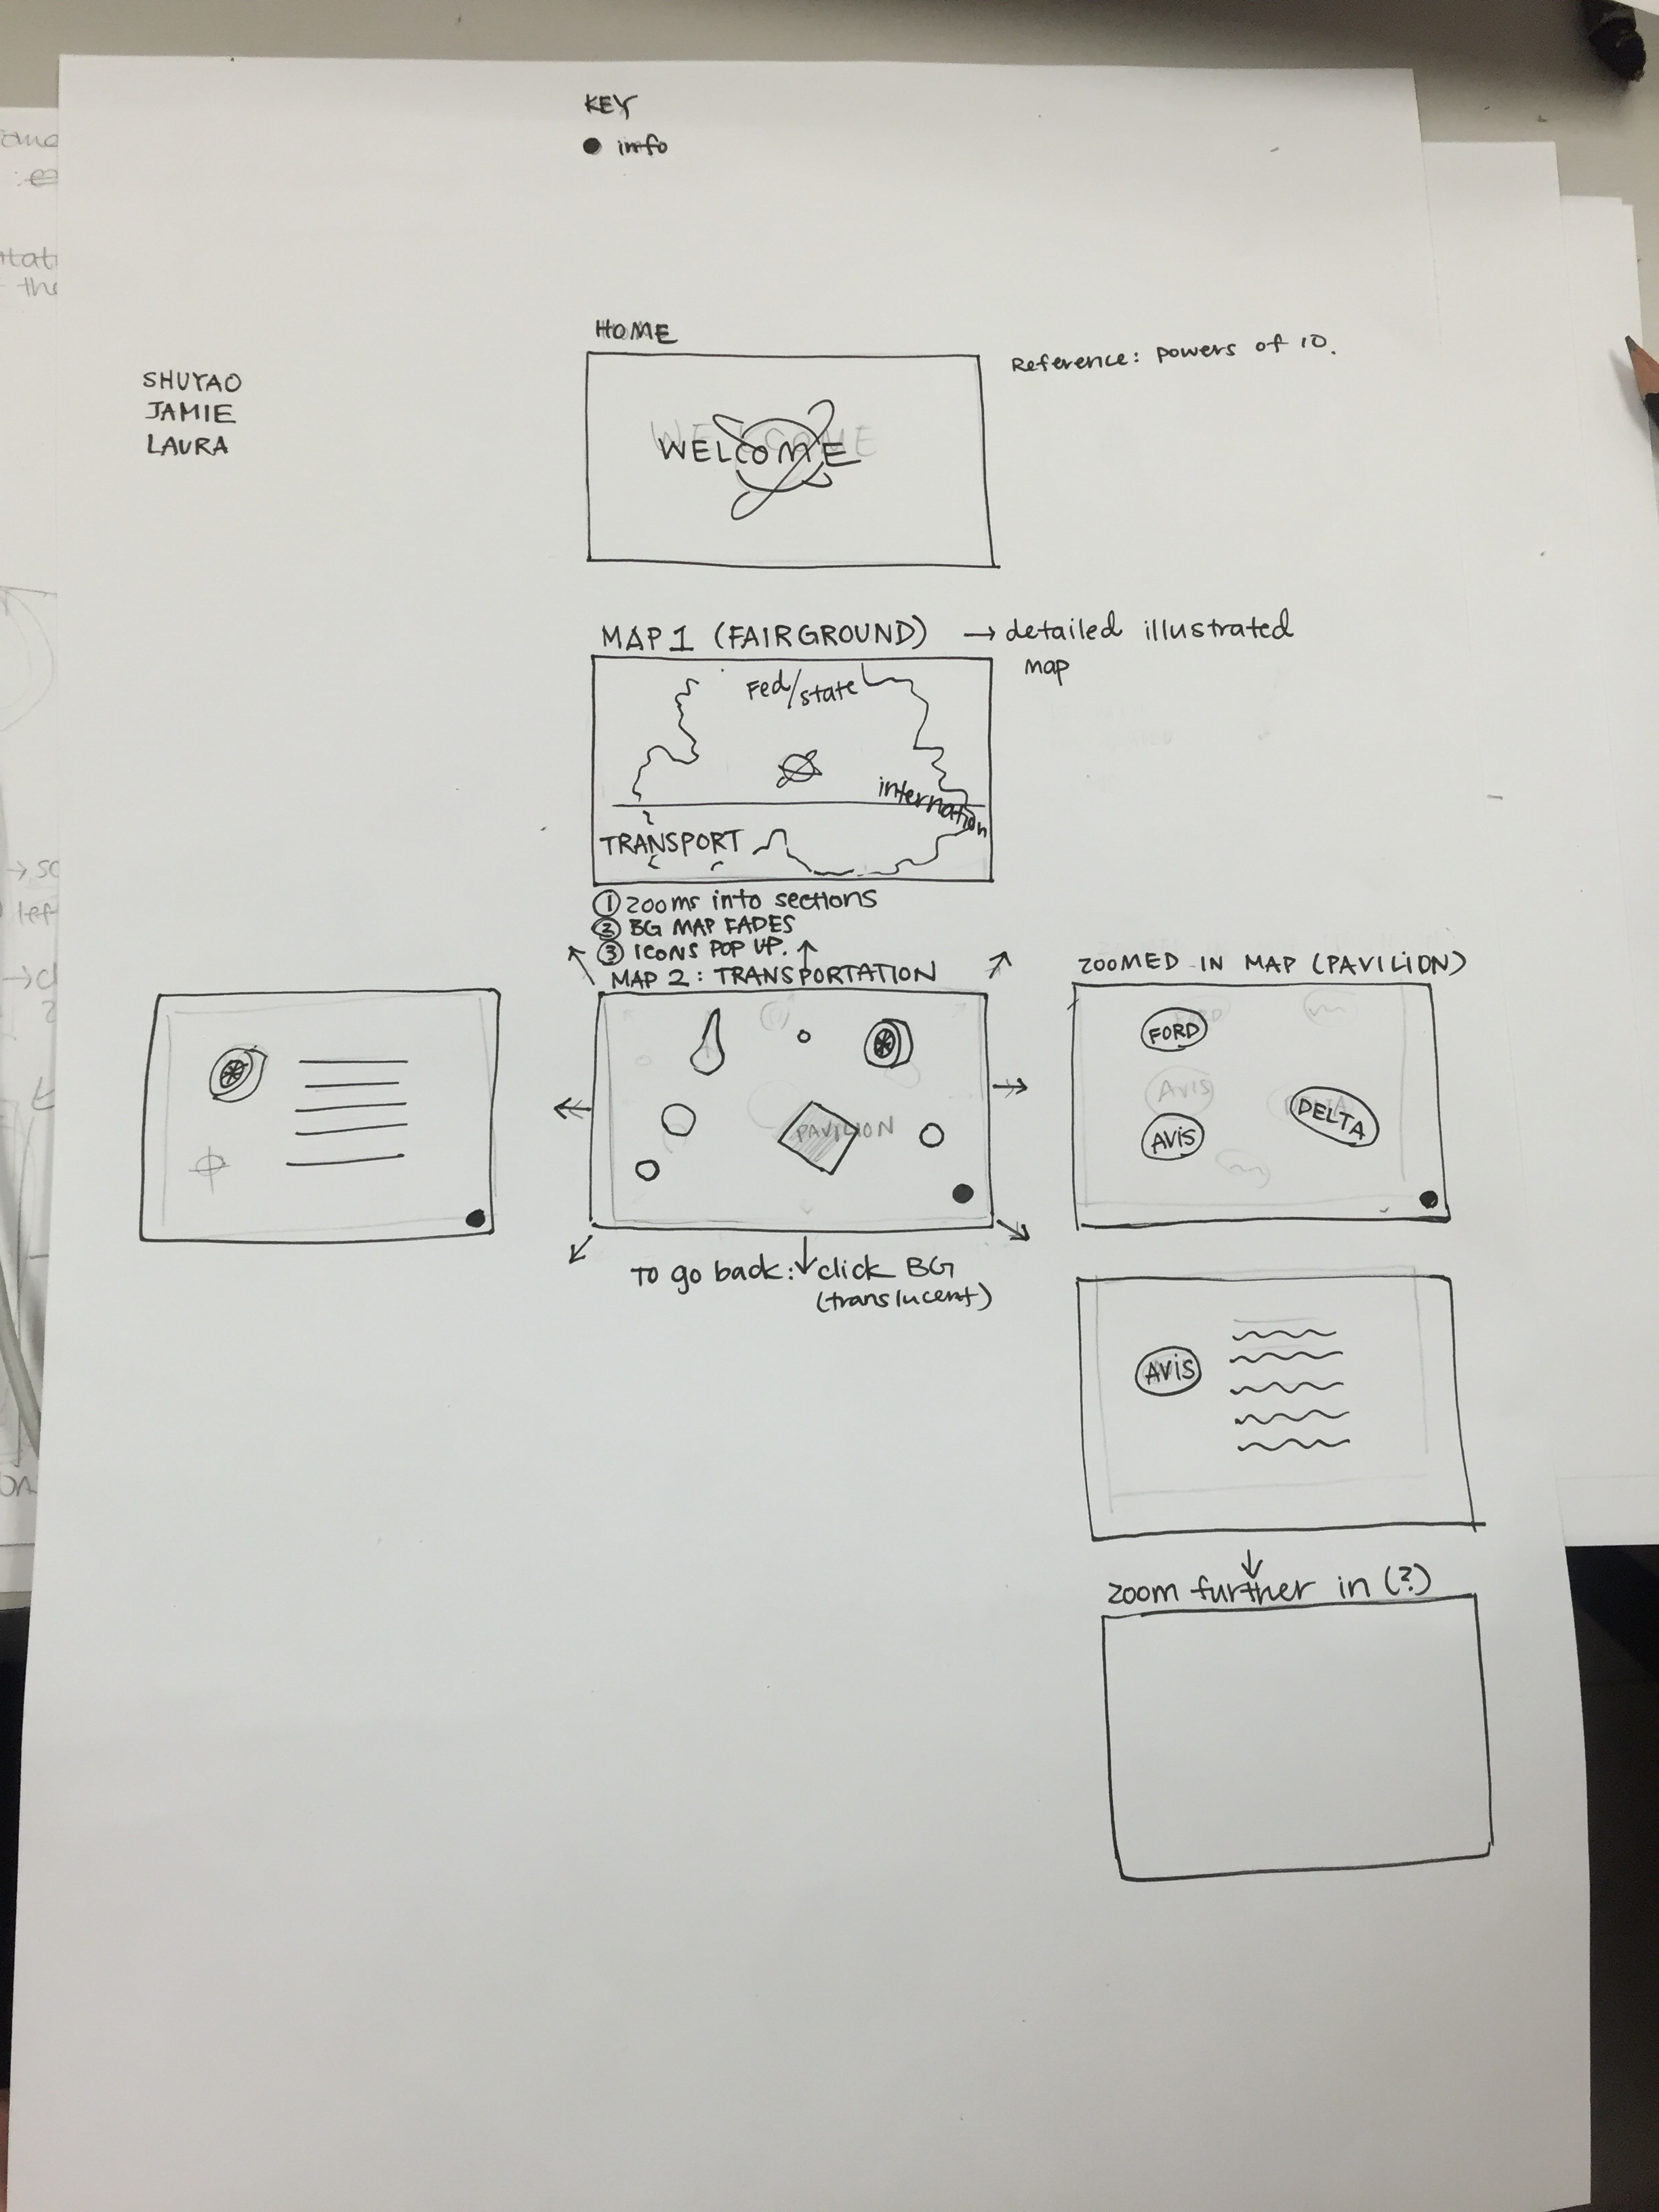 KEY
● info
HOME
Reference: powers of 10.
SHUYAO
JAMIE
LAURA
WELCOME
MAP 1 (FAIRGROUND) → detailed illustrated
map
Fed/state
internation
TRANSPORT
① zooms into sections
② BG MAP FADES
③ ICONS POP UP.
MAP 2: TRANSPORTATION
ZOOMED IN MAP (PAVILION)
PAVILION
FORD
AVIS
AVIS
DELTA
To go back: click BG
(translucent)
AVIS
zoom further in (?)